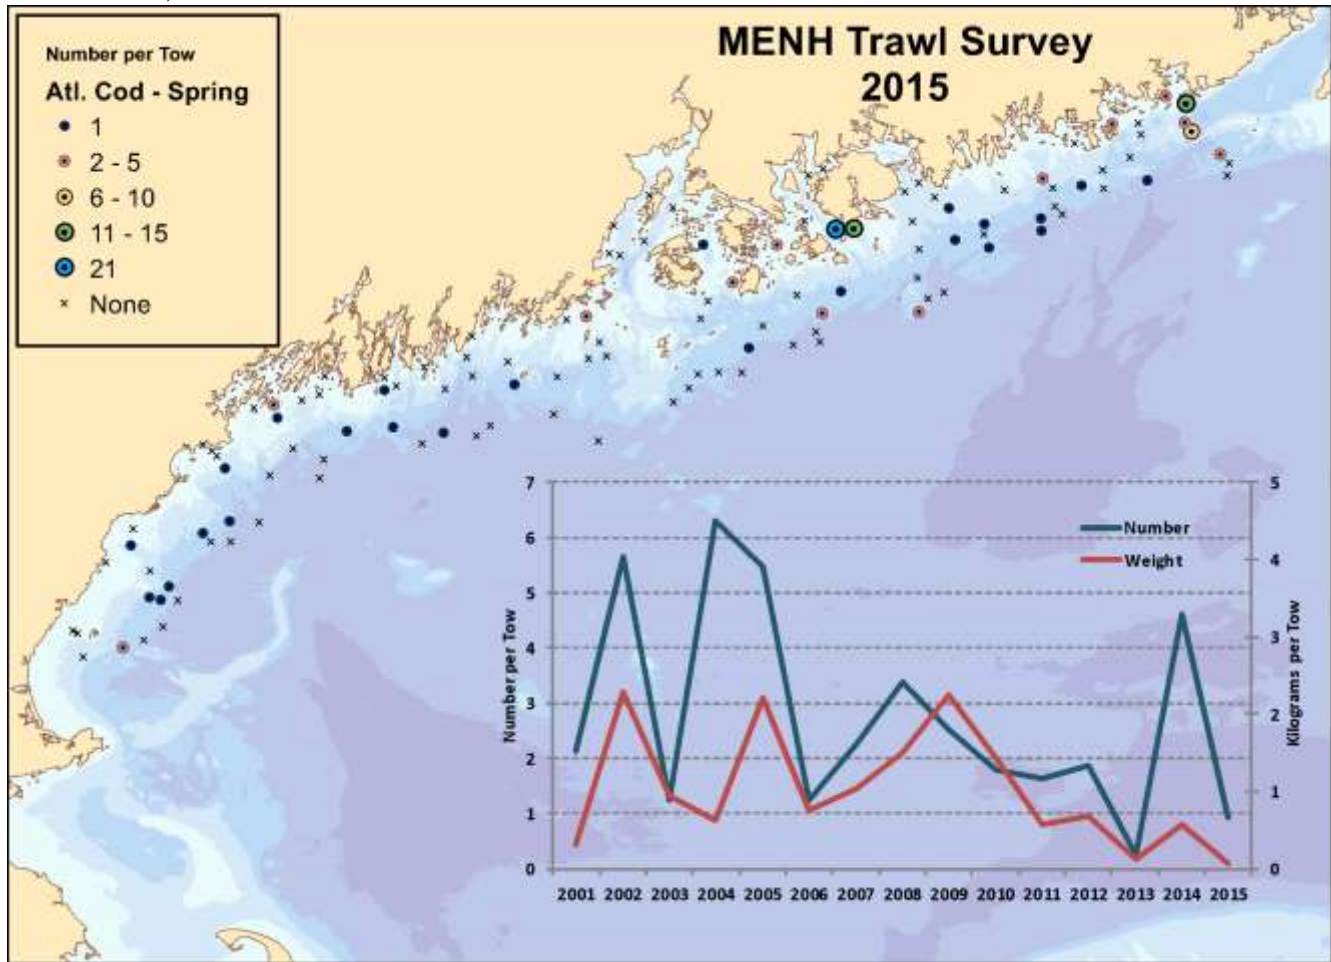 MENH Trawl Survey
2015
Number per Tow
Atl. Cod - Spring
1
2 - 5
6 - 10
11 - 15
21
None
Number
Weight
Number per Tow
7
6
5
4
3
2
1
0
Kilograms per Tow
5
4
3
2
1
0
2001 2002 2003 2004 2005 2006 2007 2008 2009 2010 2011 2012 2013 2014 2015